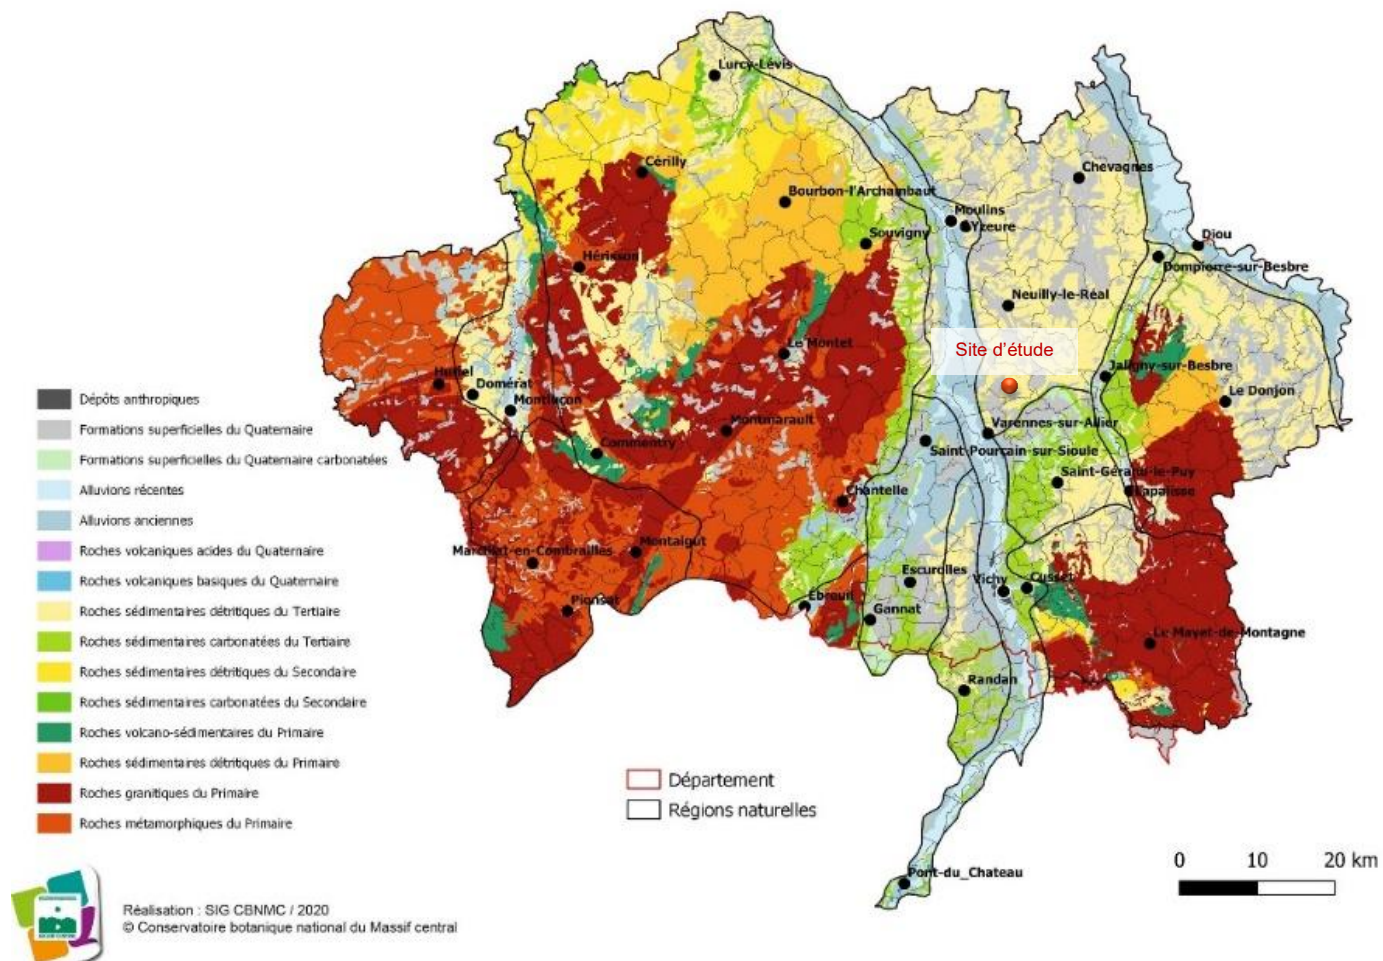 Lurcy-Lévis
Cérilly
Chevagnes
Bourbon-l'Archambaut
Moulins
Yzeure
Souvigny
Diou
Dompierre-sur-Besbre
Hérisson
Neuilly-le-Réal
Site d'étude
Le Montet
Jaligny-sur-Besbre
Huriel
Domérat
Le Donjon
Montluçon
Montmarault
Varennes-sur-Allier
Commentry
Saint-Pourcain-sur-Sioule
Saint-Gérand-le-Puy
Chantelle
Lapalisse
Marcillat-en-Combrailles
Montaigut
Escurolles
Vichy
Cusset
Pionsat
Ébreuil
Gannat
Le Mayet-de-Montagne
Randan
Pont-du_Chateau
Dépôts anthropiques
Formations superficielles du Quaternaire
Formations superficielles du Quaternaire carbonatées
Alluvions récentes
Alluvions anciennes
Roches volcaniques acides du Quaternaire
Roches volcaniques basiques du Quaternaire
Roches sédimentaires détritiques du Tertiaire
Roches sédimentaires carbonatées du Tertiaire
Roches sédimentaires détritiques du Secondaire
Roches sédimentaires carbonatées du Secondaire
Roches volcano-sédimentaires du Primaire
Roches sédimentaires détritiques du Primaire
Roches granitiques du Primaire
Roches métamorphiques du Primaire
Département
Régions naturelles
0 10 20 km
Réalisation : SIG CBNMC / 2020
© Conservatoire botanique national du Massif central